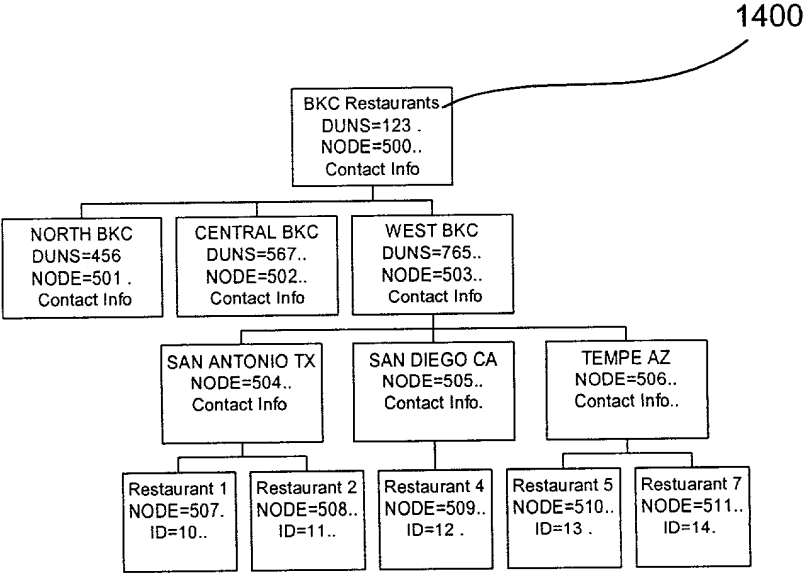 1400
BKC Restaurants
DUNS=123 .
NODE=500..
Contact Info
NORTH BKC
DUNS=456
NODE=501 .
Contact Info
CENTRAL BKC
DUNS=567..
NODE=502..
Contact Info
WEST BKC
DUNS=765..
NODE=503..
Contact Info
SAN ANTONIO TX
NODE=504..
Contact Info
SAN DIEGO CA
NODE=505..
Contact Info.
TEMPE AZ
NODE=506..
Contact Info..
Restaurant 1
NODE=507.
ID=10..
Restaurant 2
NODE=508..
ID=11..
Restaurant 4
NODE=509..
ID=12 .
Restaurant 5
NODE=510..
ID=13 .
Restuarant 7
NODE=511..
ID=14.